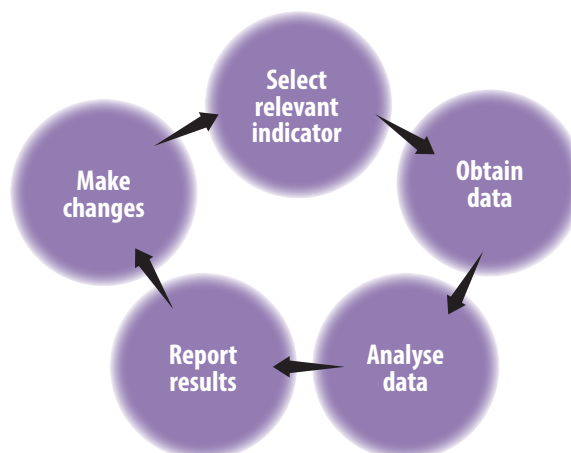 Select
relevant
indicator
Obtain
data
Analyse
data
Report
results
Make
changes